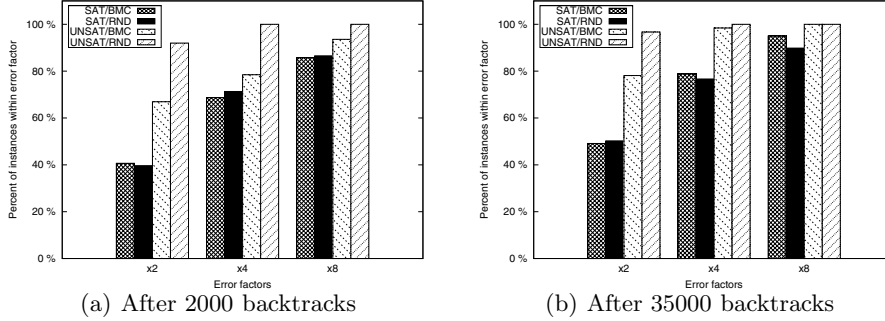 SAT/BMC
SAT/RND
UNSAT/BMC
UNSAT/RND
100 %
80 %
60 %
40 %
20 %
0 %
Percent of instances within error factor
x2 x4 x8
Error factors
(a) After 2000 backtracks
SAT/BMC
SAT/RND
UNSAT/BMC
UNSAT/RND
100 %
80 %
60 %
40 %
20 %
0 %
Percent of instances within error factor
x2 x4 x8
Error factors
(b) After 35000 backtracks